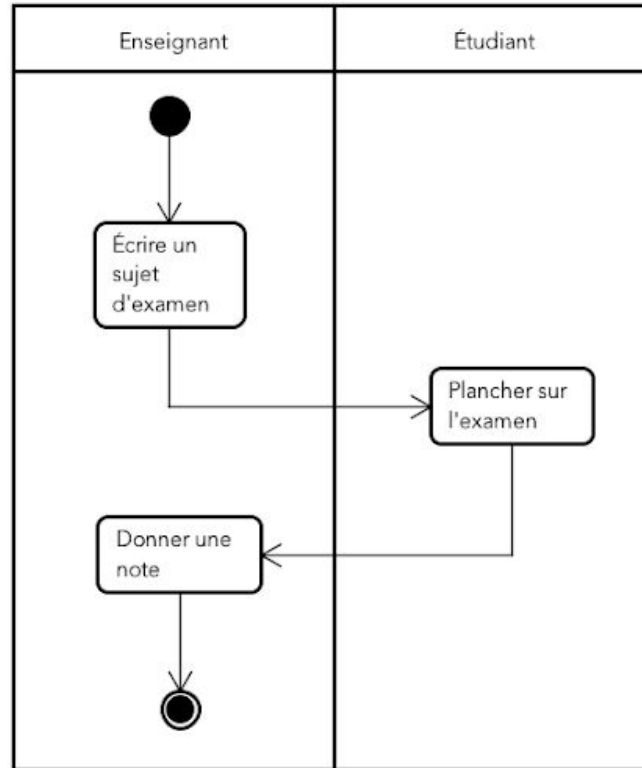 Enseignant
Étudiant
Écrire un
sujet
d'examen
Plancher sur
l'examen
Donner une
note